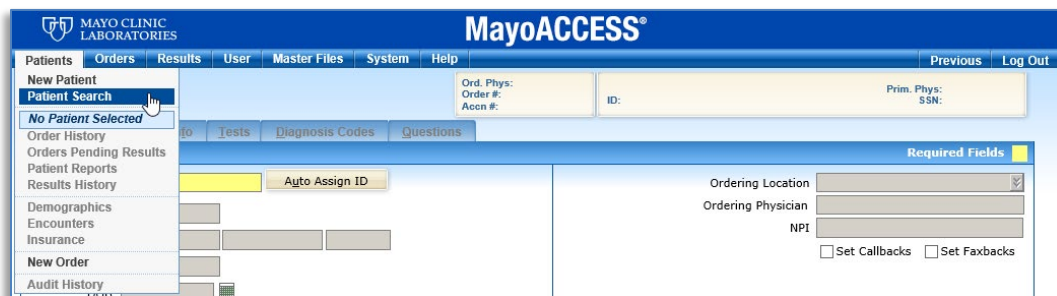 MAYO CLINIC
LABORATORIES
MayoACCESS®
Patients Orders Results User Master Files System Help Previous Log Out
New Patient
Patient Search
No Patient Selected
Order History
Orders Pending Results
Patient Reports
Results History
Demographics
Encounters
Insurance
New Order
Audit History
Ord. Phys:
Order #:
Accn #:
ID:
Prim. Phys:
SSN:
Tests Diagnosis Codes Questions
Required Fields
Auto Assign ID
Ordering Location
Ordering Physician
NPI
Set Callbacks Set Faxbacks